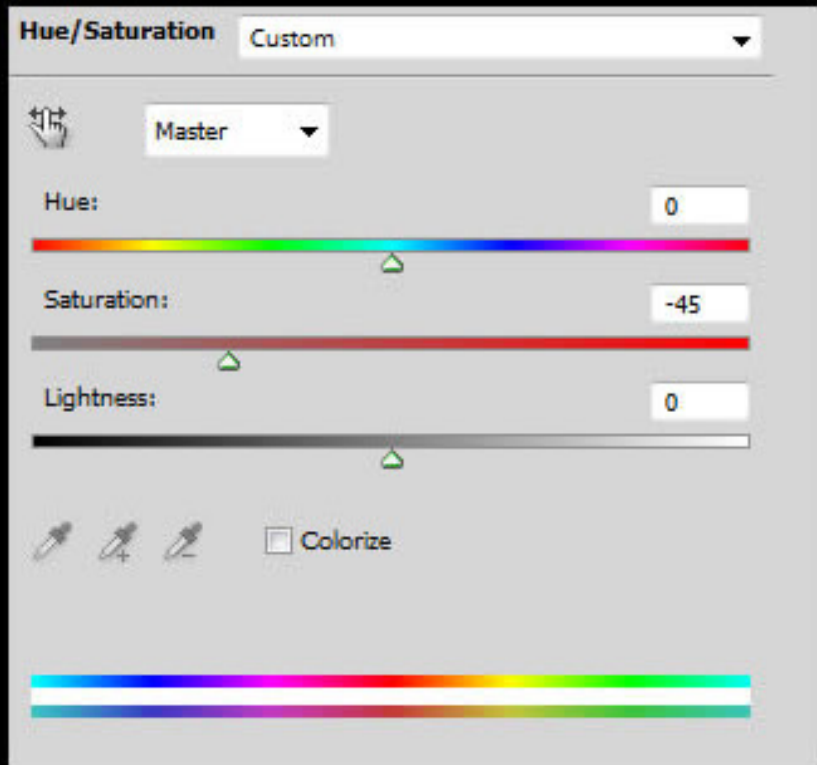 Hue/Saturation Custom
Master
Hue: 0
Saturation: -45
Lightness: 0
Colorize